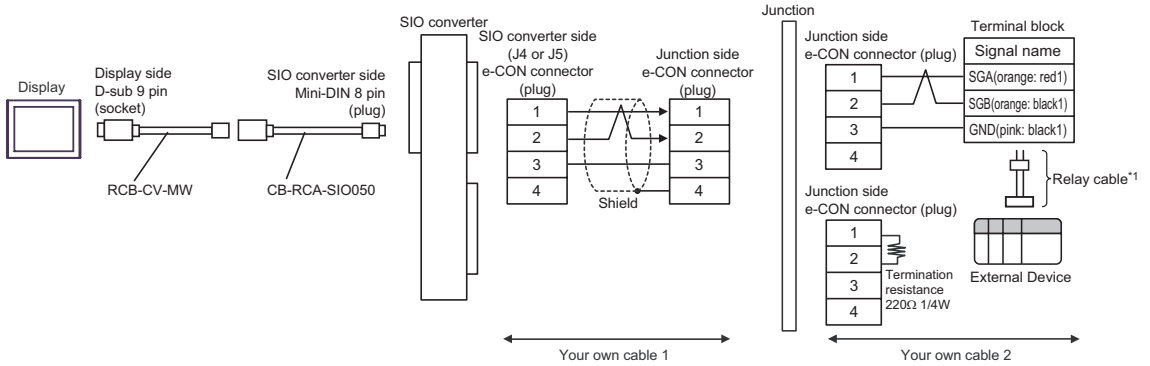 Display
Display side
D-sub 9 pin
(socket)
RCB-CV-MW
SIO converter side
Mini-DIN 8 pin
(plug)
CB-RCA-SIO050
SIO converter
SIO converter side
(J4 or J5)
e-CON connector
(plug)
1
2
3
4
Shield
Junction side
e-CON connector
(plug)
1
2
3
4
Your own cable 1
Junction
Junction side
e-CON connector (plug)
1
2
3
4
Terminal block
Signal name
SGA(orange: red1)
SGB(orange: black1)
GND(pink: black1)
Relay cable*1
External Device
Junction side
e-CON connector (plug)
1
2
3
4
Termination
resistance
220Ω 1/4W
Your own cable 2